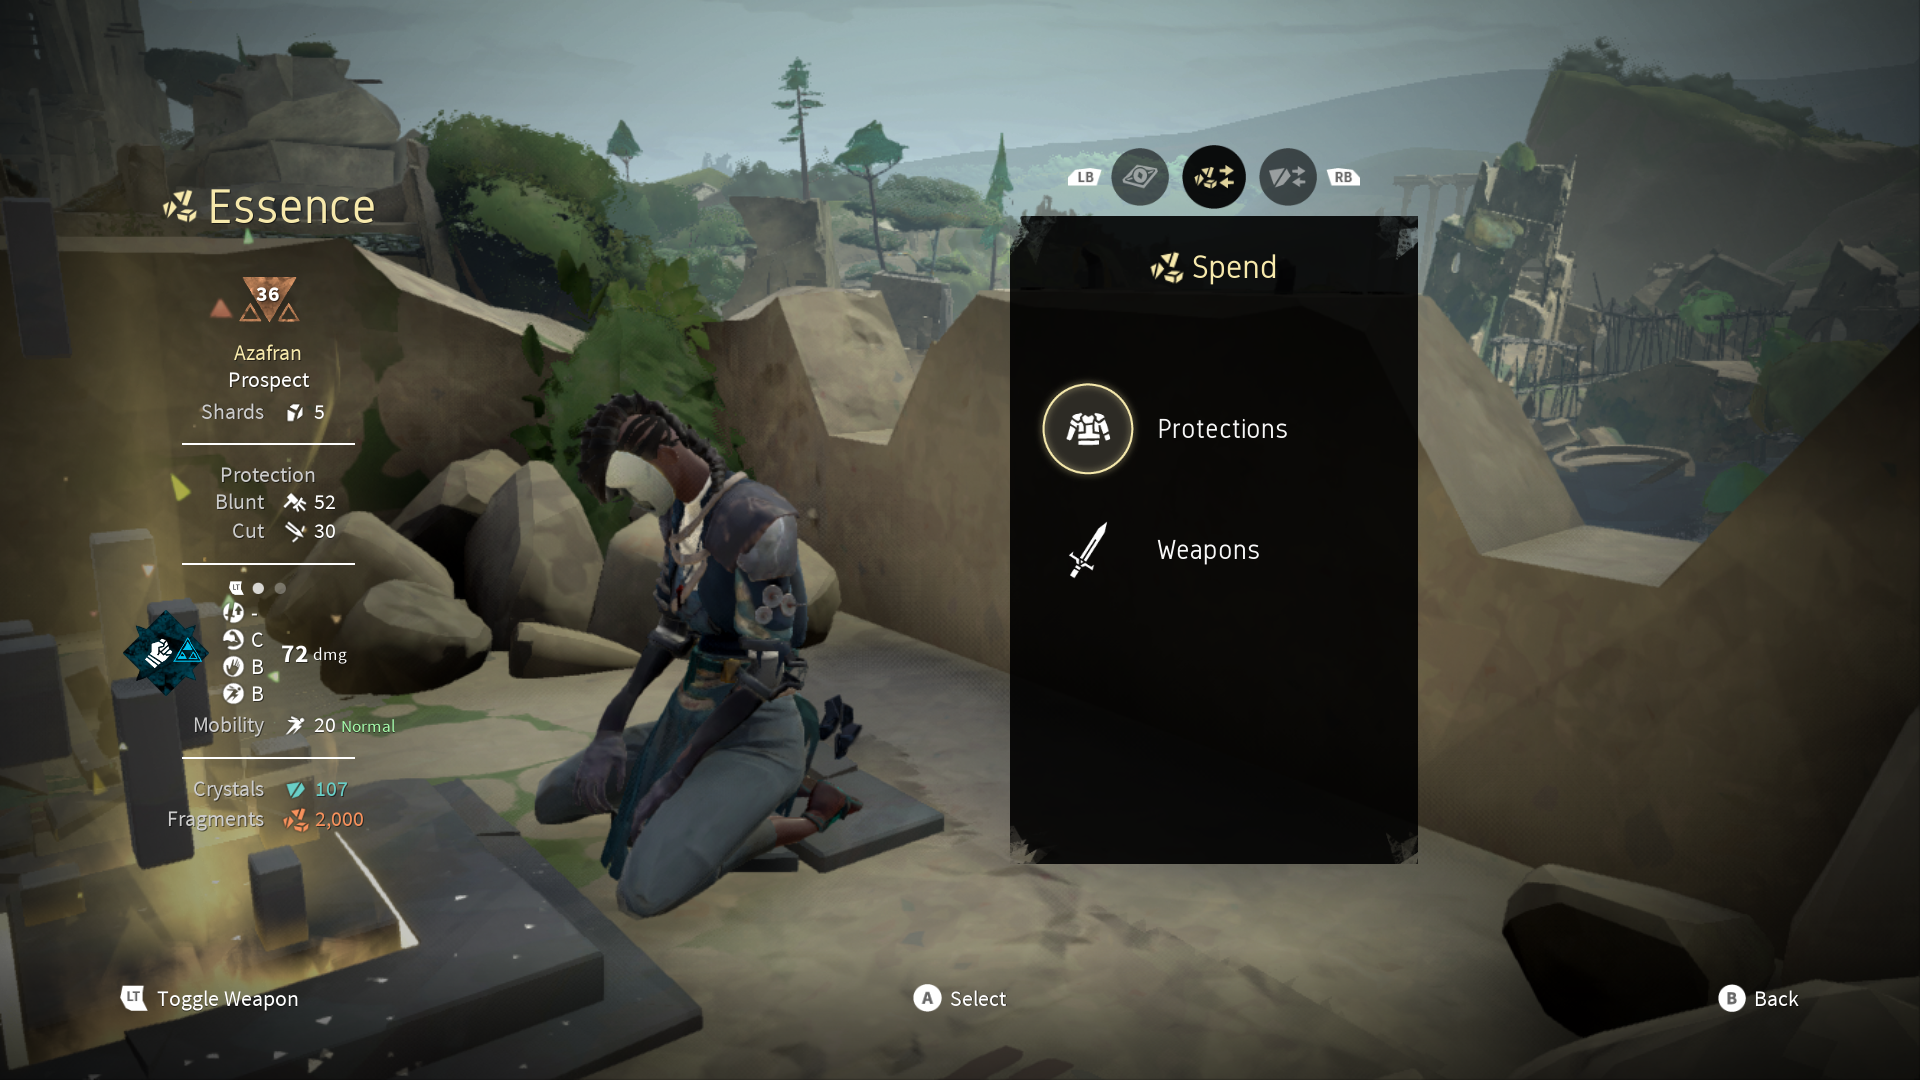 Essence
36
Azafran
Prospect
Shards 5
Protection
Blunt 52
Cut 30
LT
-
C
B
B
72 dmg
Mobility 20 Normal
Crystals 107
Fragments 2,000
LB
RB
Spend
Protections
Weapons
LT Toggle Weapon
A Select
B Back